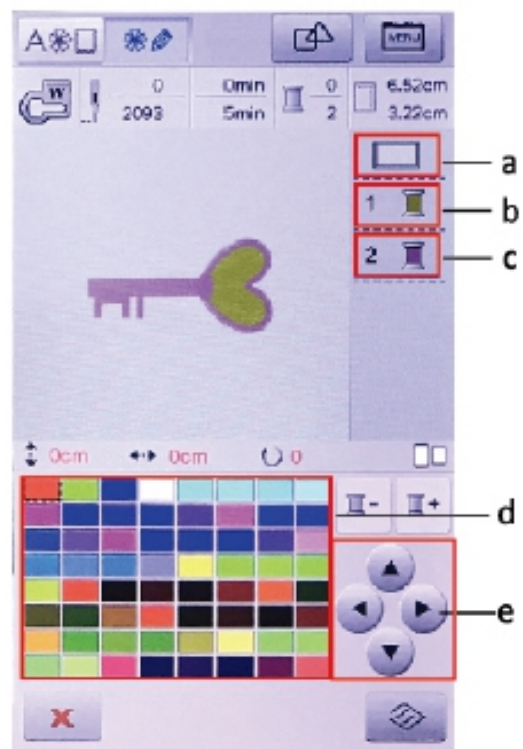 A
MENU
W
0
2093
0min
5min
0
2
6.52cm
3.22cm
a
1
b
2
c
0cm
0cm
0
- +
d
e
X